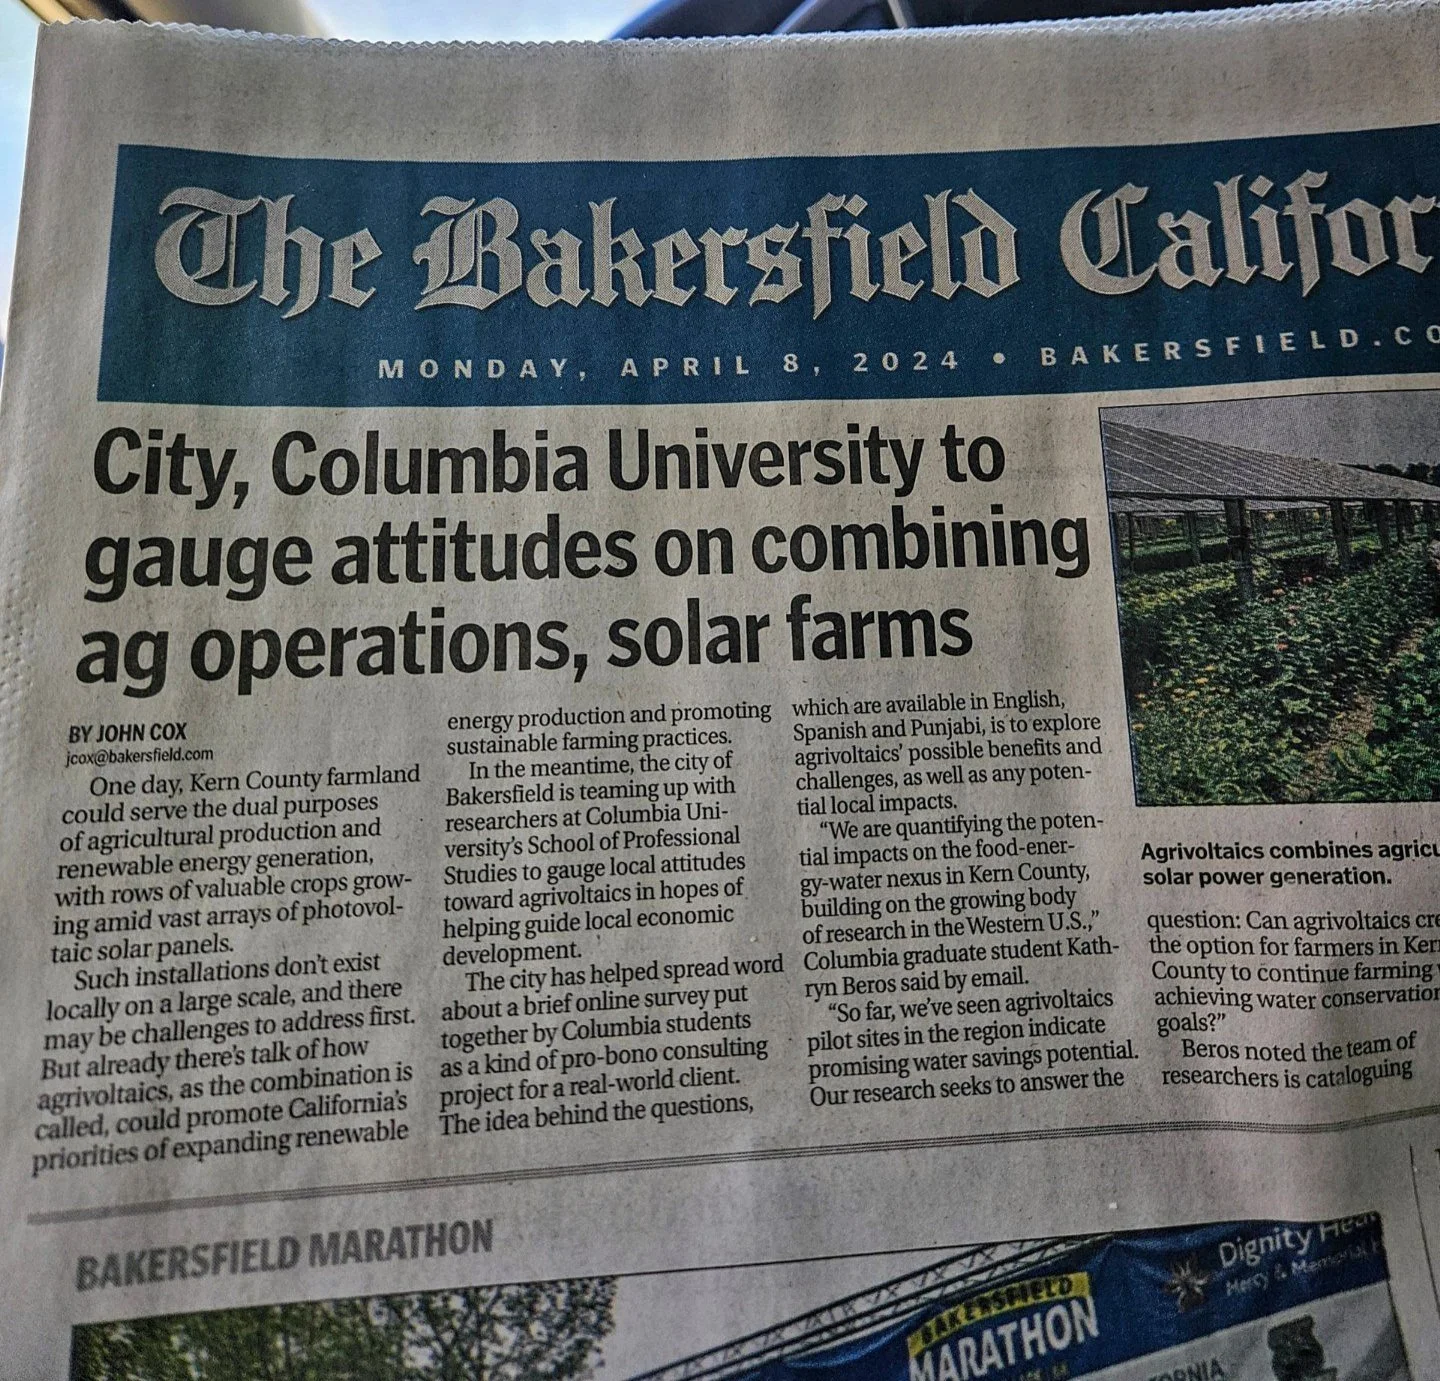 The Bakersfield Califor
MONDAY, APRIL 8, 2024 • BAKERSFIELD.CO
City, Columbia University to
gauge attitudes on combining
ag operations, solar farms
BY JOHN COX
jcox@bakersfield.com
One day, Kern County farmland
could serve the dual purposes
of agricultural production and
renewable energy generation,
with rows of valuable crops grow-
ing amid vast arrays of photovol-
taic solar panels.
Such installations don't exist
locally on a large scale, and there
may be challenges to address first.
But already there's talk of how
agrivoltaics, as the combination is
called, could promote California's
priorities of expanding renewable
energy production and promoting
sustainable farming practices.
In the meantime, the city of
Bakersfield is teaming up with
researchers at Columbia Uni-
versity's School of Professional
Studies to gauge local attitudes
toward agrivoltaics in hopes of
helping guide local economic
development.
The city has helped spread word
about a brief online survey put
together by Columbia students
as a kind of pro-bono consulting
project for a real-world client.
The idea behind the questions,
which are available in English,
Spanish and Punjabi, is to explore
agrivoltaics' possible benefits and
challenges, as well as any poten-
tial local impacts.
“We are quantifying the poten-
tial impacts on the food-ener-
gy-water nexus in Kern County,
building on the growing body
of research in the Western U.S.,”
Columbia graduate student Kath-
ryn Beros said by email.
“So far, we've seen agrivoltaics
pilot sites in the region indicate
promising water savings potential.
Our research seeks to answer the
Agrivoltaics combines agricu
solar power generation.
question: Can agrivoltaics cre
the option for farmers in Ker
County to continue farming
achieving water conservation
goals?”
Beros noted the team of
researchers is cataloguing
BAKERSFIELD MARATHON
Dignity Hea
Mercy & Memorial
BAKERSFIELD
MARATHON